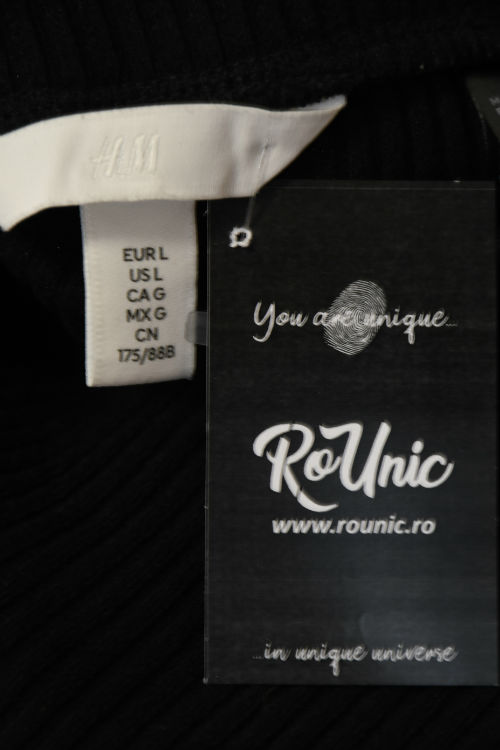 H&M
EUR L
US L
CA G
MX G
CN
175/88B
You are unique...
RoUnic
www.rounic.ro
...in unique universe